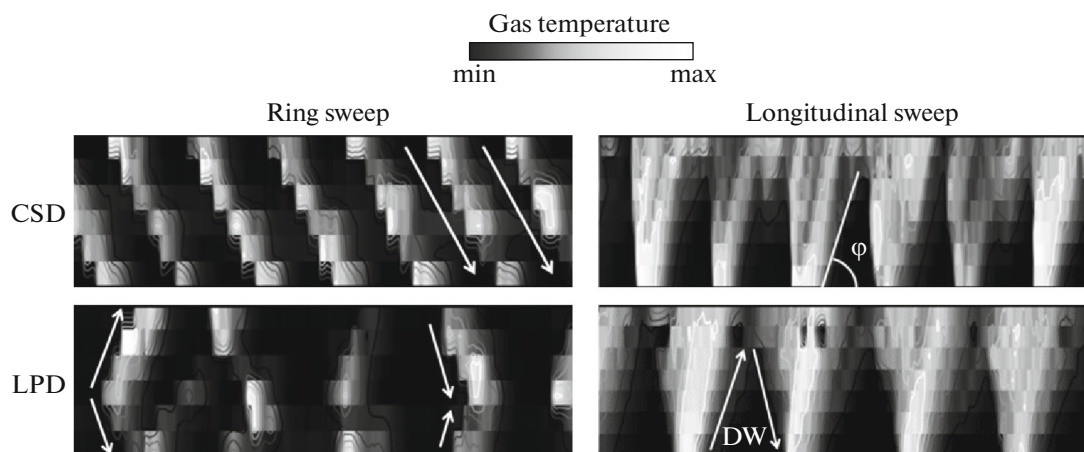 Gas temperature
min max
Ring sweep Longitudinal sweep
CSD
φ
LPD
DW